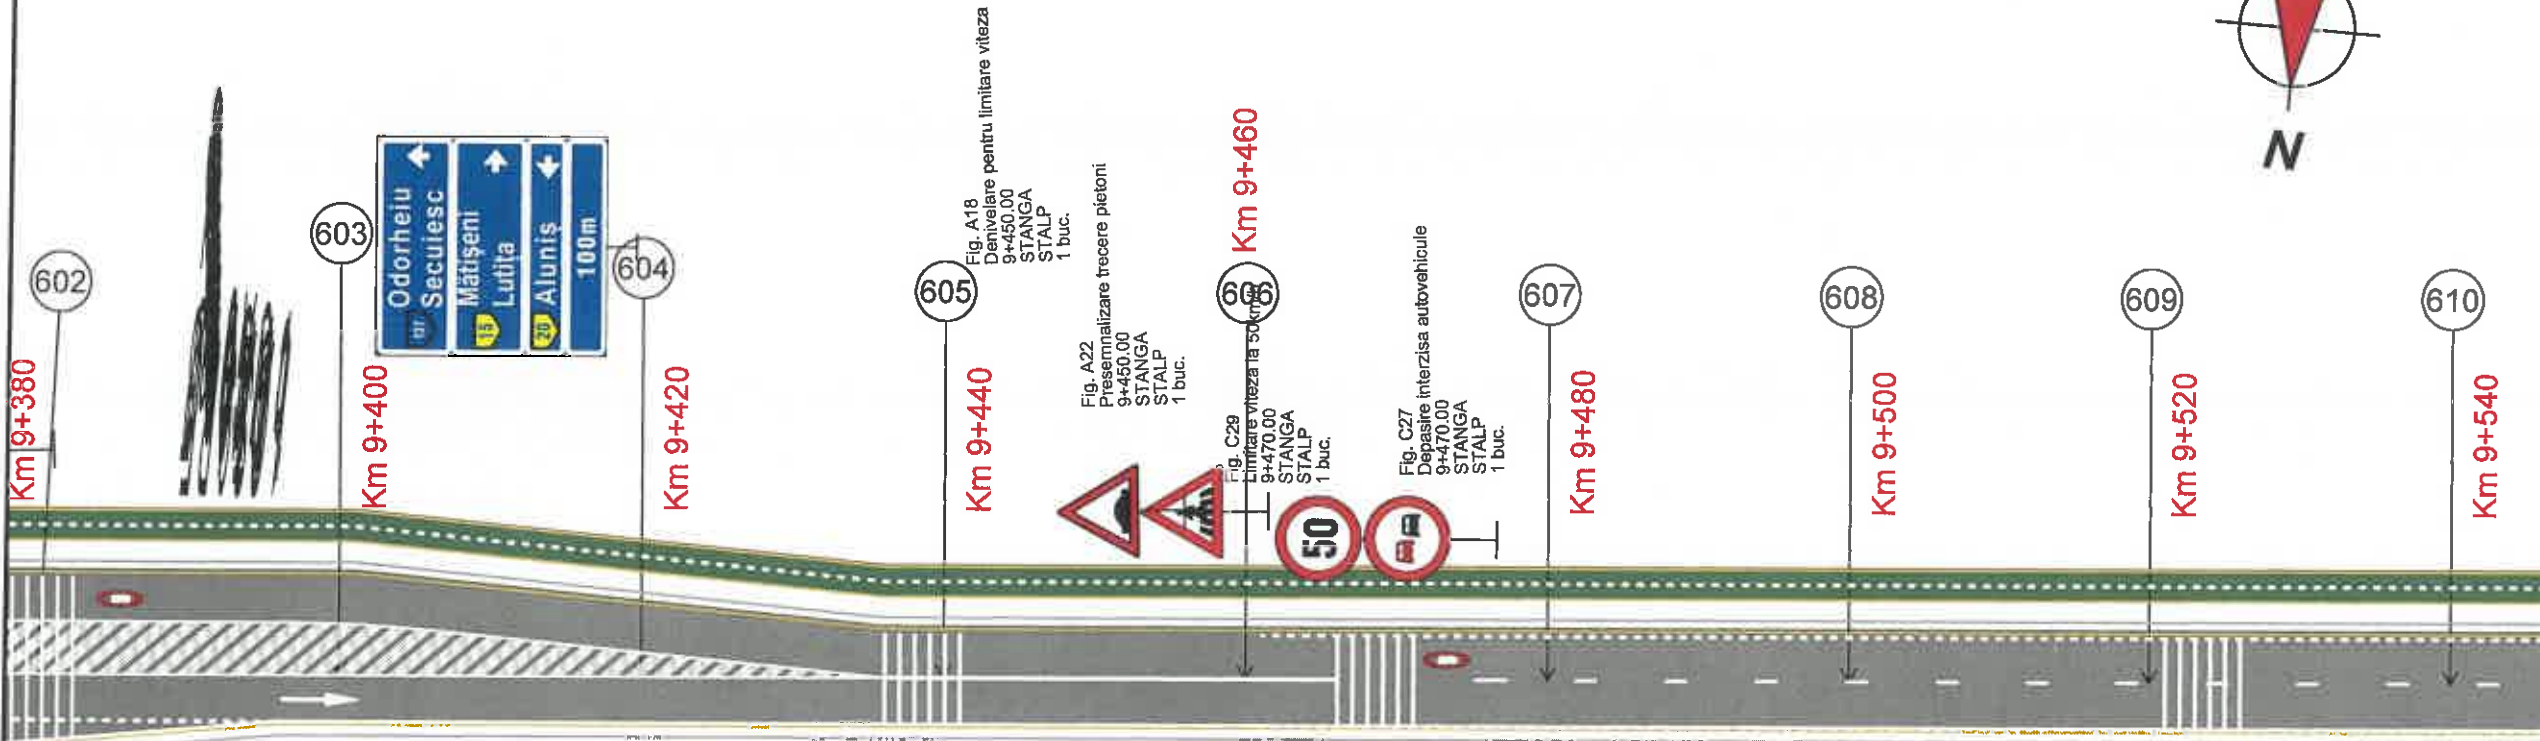 602
Km 9+380
603
Km 9+400
Odorheiu
Secuiesc
137
Mătișeni
Lutița
15
Aluniș
20
100m
604
Km 9+420
605
Km 9+440
Fig. A18
Denivelare pentru limitare viteza
9+450.00
STANGA
STALP
1 buc.
Fig. A22
Presemnalizare trecere pietoni
9+450.00
STANGA
STALP
1 buc.
Km 9+460
606
Fig. C29
Limitare viteza la 50km/h
9+470.00
STANGA
STALP
1 buc.
50
Fig. C27
Depasire interzisa autovehicule
9+470.00
STANGA
STALP
1 buc.
607
Km 9+480
608
Km 9+500
609
Km 9+520
610
Km 9+540
N